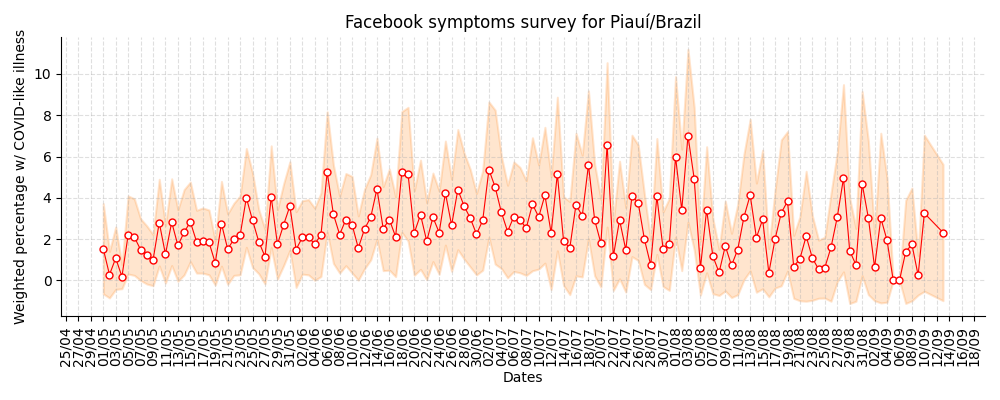 Facebook symptoms survey for Piauí/Brazil
Weighted percentage w/ COVID-like illness
10
8
6
4
2
0
25/04 27/04 29/04 01/05 03/05 05/05 07/05 09/05 11/05 13/05 15/05 17/05 19/05 21/05 23/05 25/05 27/05 29/05 31/05 02/06 04/06 06/06 08/06 10/06 12/06 14/06 16/06 18/06 20/06 22/06 24/06 26/06 28/06 30/06 02/07 04/07 06/07 08/07 10/07 12/07 14/07 16/07 18/07 20/07 22/07 24/07 26/07 28/07 30/07 01/08 03/08 05/08 07/08 09/08 11/08 13/08 15/08 17/08 19/08 21/08 23/08 25/08 27/08 29/08 31/08 02/09 04/09 06/09 08/09 10/09 12/09 14/09 16/09 18/09
Dates